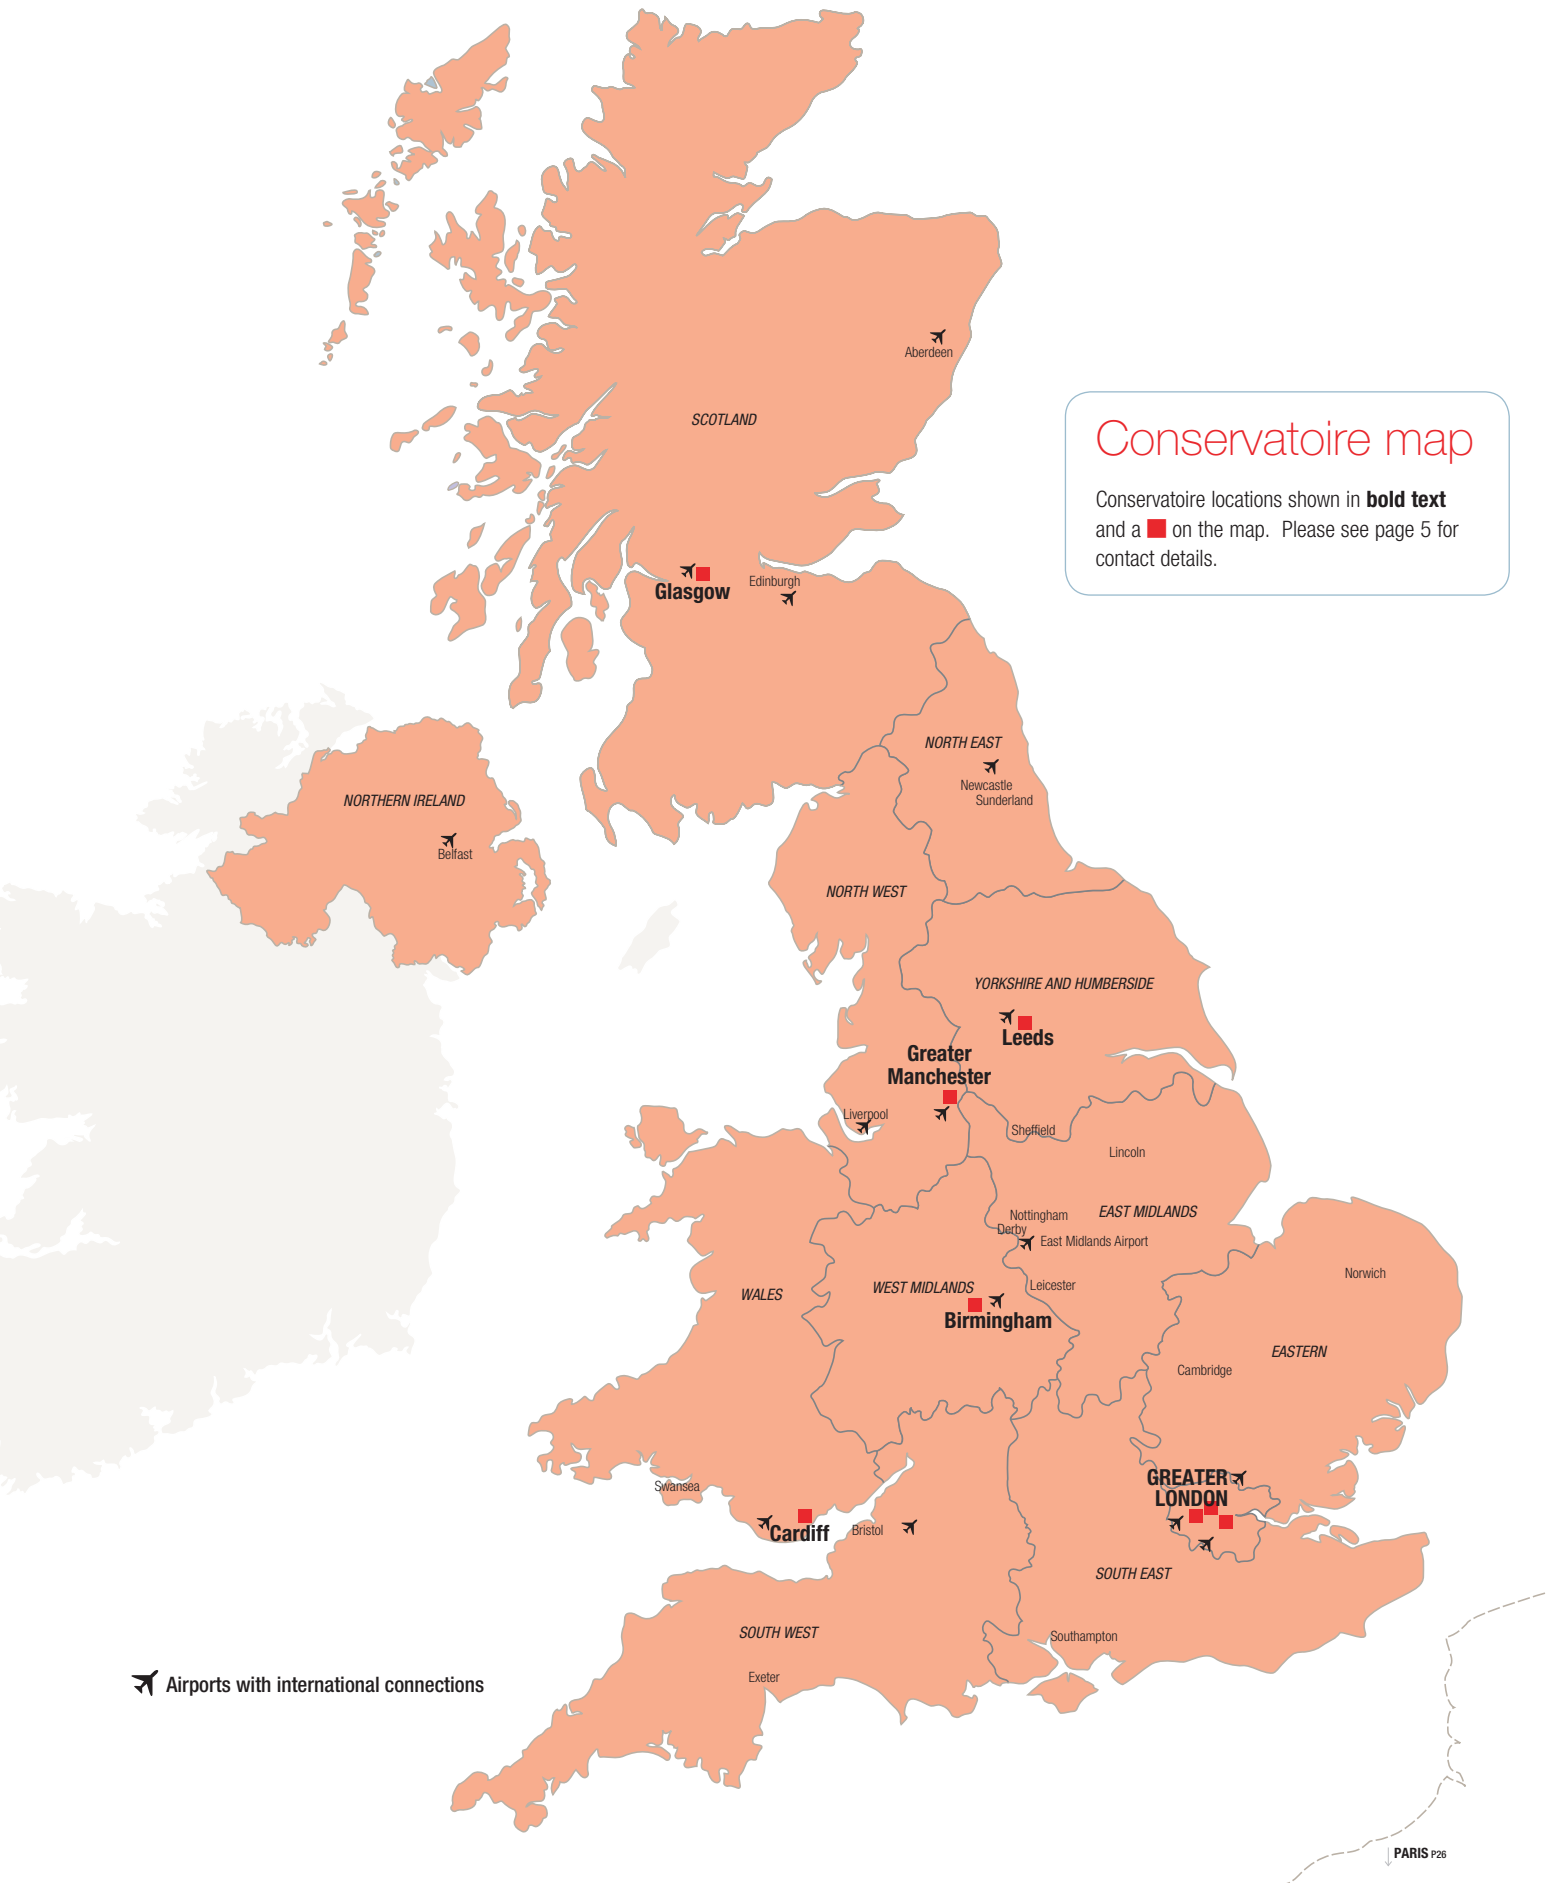 Aberdeen
SCOTLAND
Conservatoire map
Conservatoire locations shown in bold text
and a on the map. Please see page 5 for
contact details.
Glasgow
Edinburgh
NORTH EAST
Newcastle
Sunderland
NORTHERN IRELAND
Belfast
NORTH WEST
YORKSHIRE AND HUMBERSIDE
Leeds
Greater
Manchester
Liverpool
Sheffield
Lincoln
Nottingham
EAST MIDLANDS
Derby
East Midlands Airport
Norwich
WALES
WEST MIDLANDS
Leicester
Birmingham
EASTERN
Cambridge
GREATER
LONDON
Swansea
Cardiff
Bristol
SOUTH EAST
SOUTH WEST
Southampton
Exeter
Airports with international connections
PARIS P26